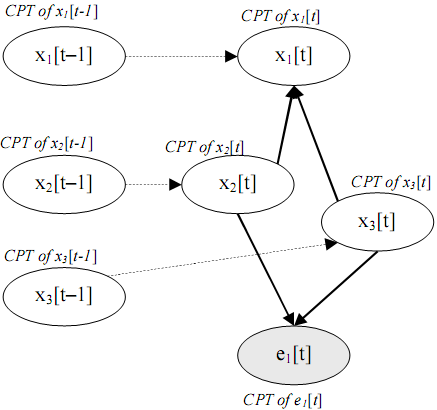 CPT of x₁[t-1]
CPT of x₁[t]
x₁[t–1]
x₁[t]
CPT of x₂[t-1]
CPT of x₂[t]
x₂[t–1]
x₂[t]
CPT of x₃[t]
x₃[t]
CPT of x₃[t-1]
x₃[t–1]
e₁[t]
CPT of e₁[t]